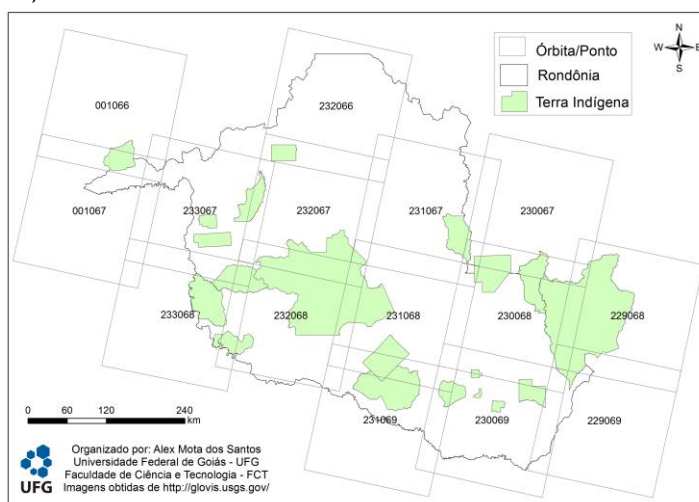 N
W E
S
Órbita/Ponto
Rondônia
Terra Indígena
001066
232066
001067
233067
232067
231067
230067
233068
232068
231068
230068
229068
231069
230069
229069
0 60 120 240
km
UFG
Organizado por: Alex Mota dos Santos
Universidade Federal de Goiás - UFG
Faculdade de Ciência e Tecnologia - FCT
Imagens obtidas de http://glovis.usgs.gov/